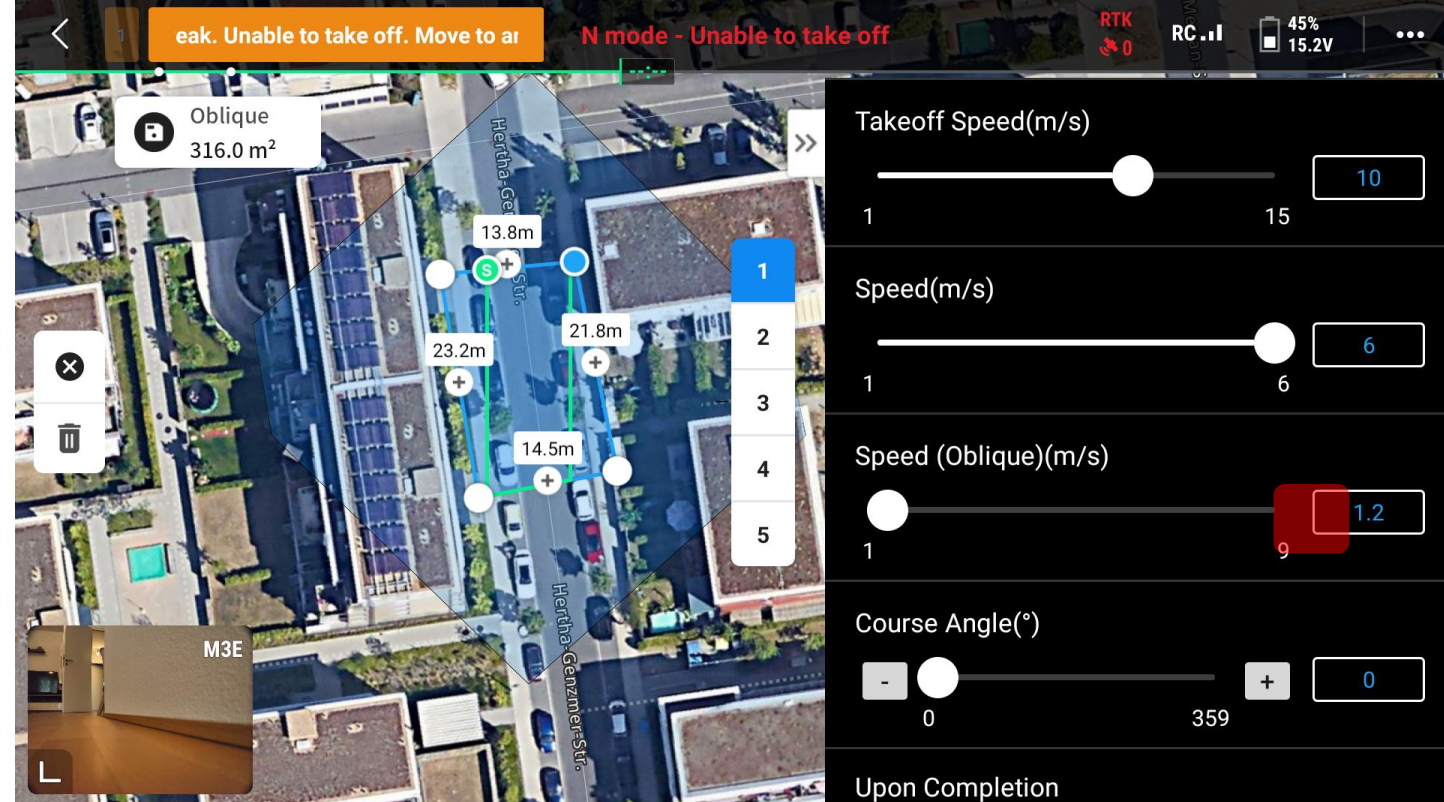 1
eak. Unable to take off. Move to ar
N mode - Unable to take off
RTK
0
RC
45%
15.2V
Oblique
316.0 m²
Hertha-Gen
Str.
13.8m
23.2m
21.8m
14.5m
S
Hertha-Genzmer-Str.
1
2
3
4
5
M3E
Takeoff Speed(m/s)
10
1
15
Speed(m/s)
6
1
6
Speed (Oblique)(m/s)
1.2
1
9
Course Angle(°)
-
+
0
0
359
Upon Completion